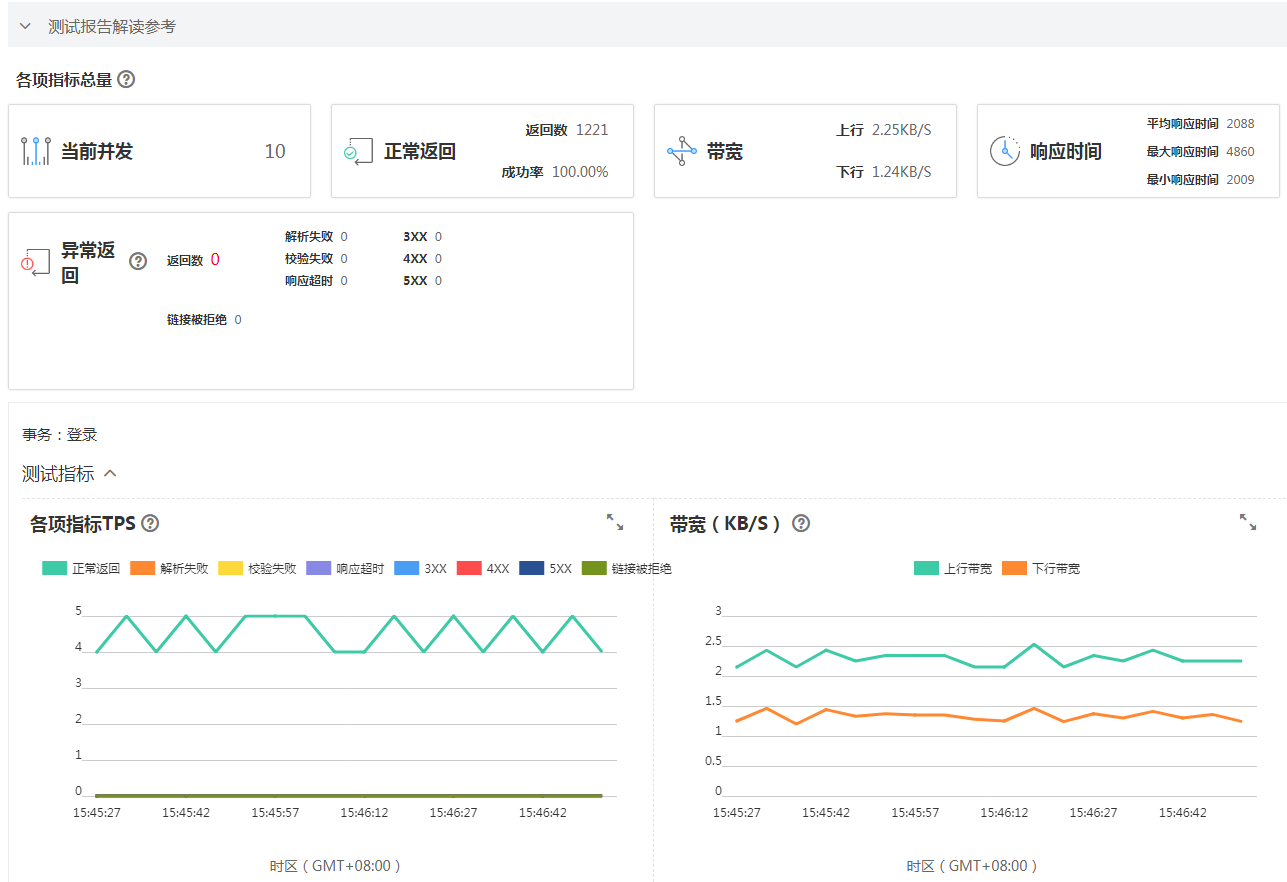 测试报告解读参考
各项指标总量
当前并发 10
正常返回
返回数 1221
成功率 100.00%
带宽
上行 2.25KB/S
下行 1.24KB/S
响应时间
平均响应时间 2088
最大响应时间 4860
最小响应时间 2009
异常返
回
返回数 0
链接被拒绝 0
解析失败 0
校验失败 0
响应超时 0
3XX 0
4XX 0
5XX 0
事务：登录
测试指标
各项指标TPS
正常返回 解析失败 校验失败 响应超时 3XX 4XX 5XX 链接被拒绝
5
4
3
2
1
0
15:45:27 15:45:42 15:45:57 15:46:12 15:46:27 15:46:42
时区（GMT+08:00）
带宽（KB/S）
上行带宽 下行带宽
3
2.5
2
1.5
1
0.5
0
15:45:27 15:45:42 15:45:57 15:46:12 15:46:27 15:46:42
时区（GMT+08:00）